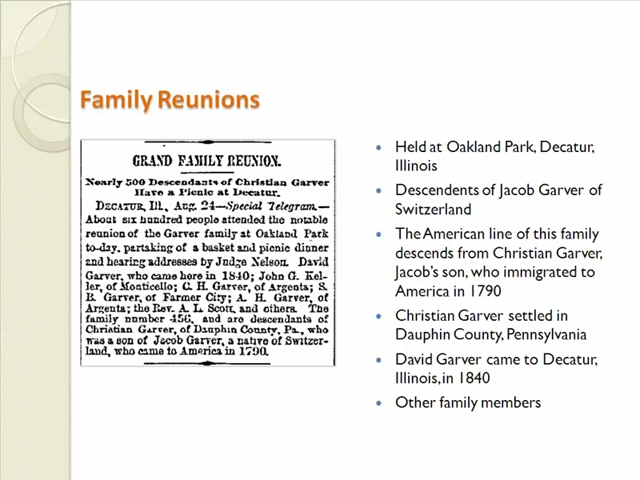 Family Reunions
GRAND FAMILY REUNION.
Nearly 500 Descendants of Christian Garver
Have a Picnic at Decatur.
DECATUR, Ill., Aug. 24—Special Telegram.—
About six hundred people attended the notable
reunion of the Garver family at Oakland Park
to-day, partaking of a basket and picnic dinner
and hearing addresses by Judge Nelson. David
Garver, who came here in 1840; John G. Kel-
ler, of Monticello; C. H. Garver, of Argenta; S.
B. Garver, of Farmer City; A. H. Garver, of
Argenta; the Rev. A. L. Scott, and others. The
family number 456, and are descendants of
Christian Garver, of Dauphin County, Pa., who
was a son of Jacob Garver, a native of Switzer-
land, who came to America in 1790.
• Held at Oakland Park, Decatur,
Illinois
• Descendents of Jacob Garver of
Switzerland
• The American line of this family
descends from Christian Garver,
Jacob's son, who immigrated to
America in 1790
• Christian Garver settled in
Dauphin County, Pennsylvania
• David Garver came to Decatur,
Illinois, in 1840
• Other family members